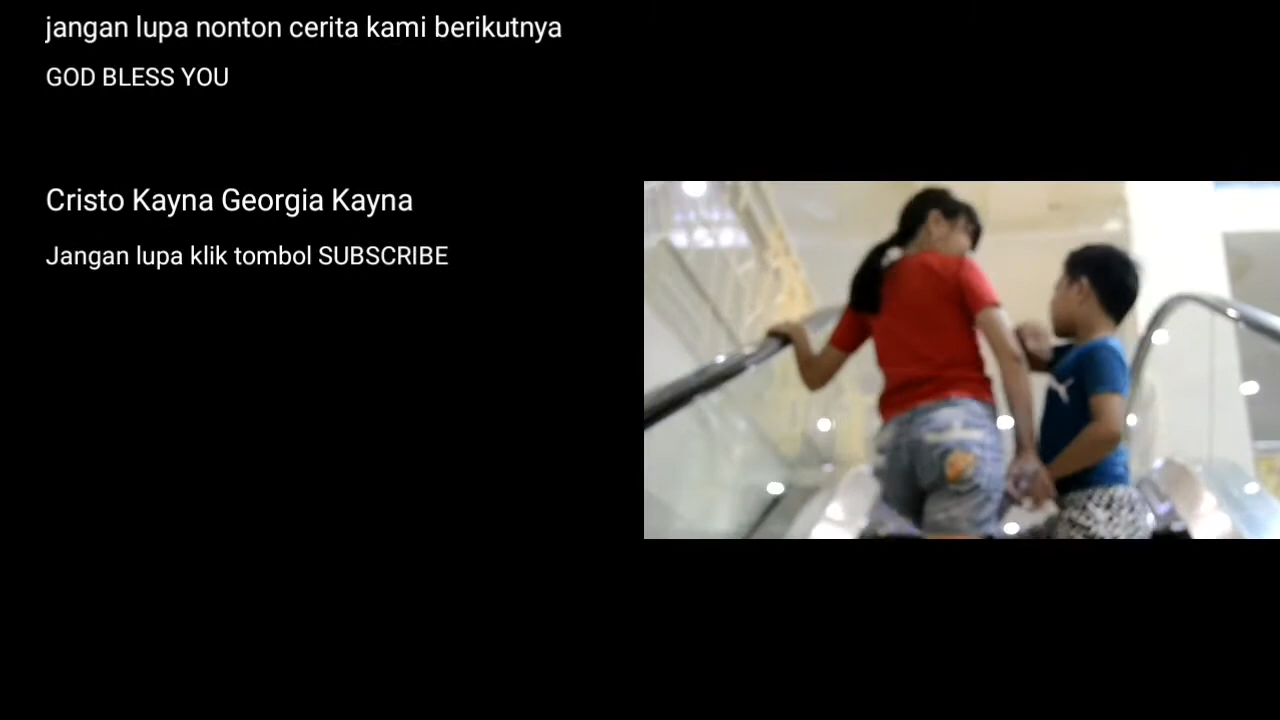 jangan lupa nonton cerita kami berikutnya
GOD BLESS YOU
Cristo Kayna Georgia Kayna
Jangan lupa klik tombol SUBSCRIBE